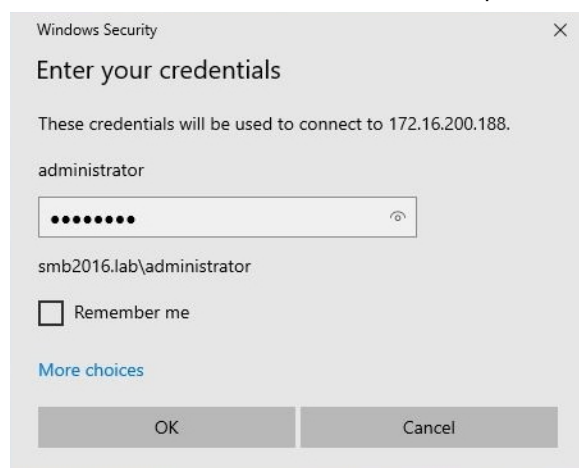 Windows Security
Enter your credentials
These credentials will be used to connect to 172.16.200.188.
administrator
●●●●●●●●
smb2016.lab\administrator
Remember me
More choices
OK Cancel